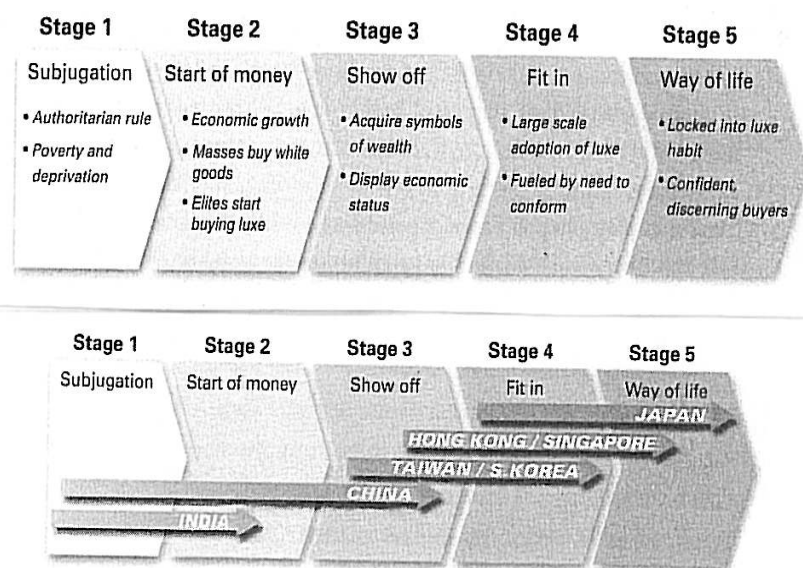 Stage 1
Subjugation
• Authoritarian rule
• Poverty and
deprivation
Stage 2
Start of money
• Economic growth
• Masses buy white
goods
• Elites start
buying luxe
Stage 3
Show off
• Acquire symbols
of wealth
• Display economic
status
Stage 4
Fit in
• Large scale
adoption of luxe
• Fueled by need to
conform
Stage 5
Way of life
• Locked into luxe
habit
• Confident,
discerning buyers
Stage 1
Subjugation
Stage 2
Start of money
Stage 3
Show off
Stage 4
Fit in
Stage 5
Way of life
JAPAN
HONG KONG / SINGAPORE
TAIWAN / S.KOREA
CHINA
INDIA